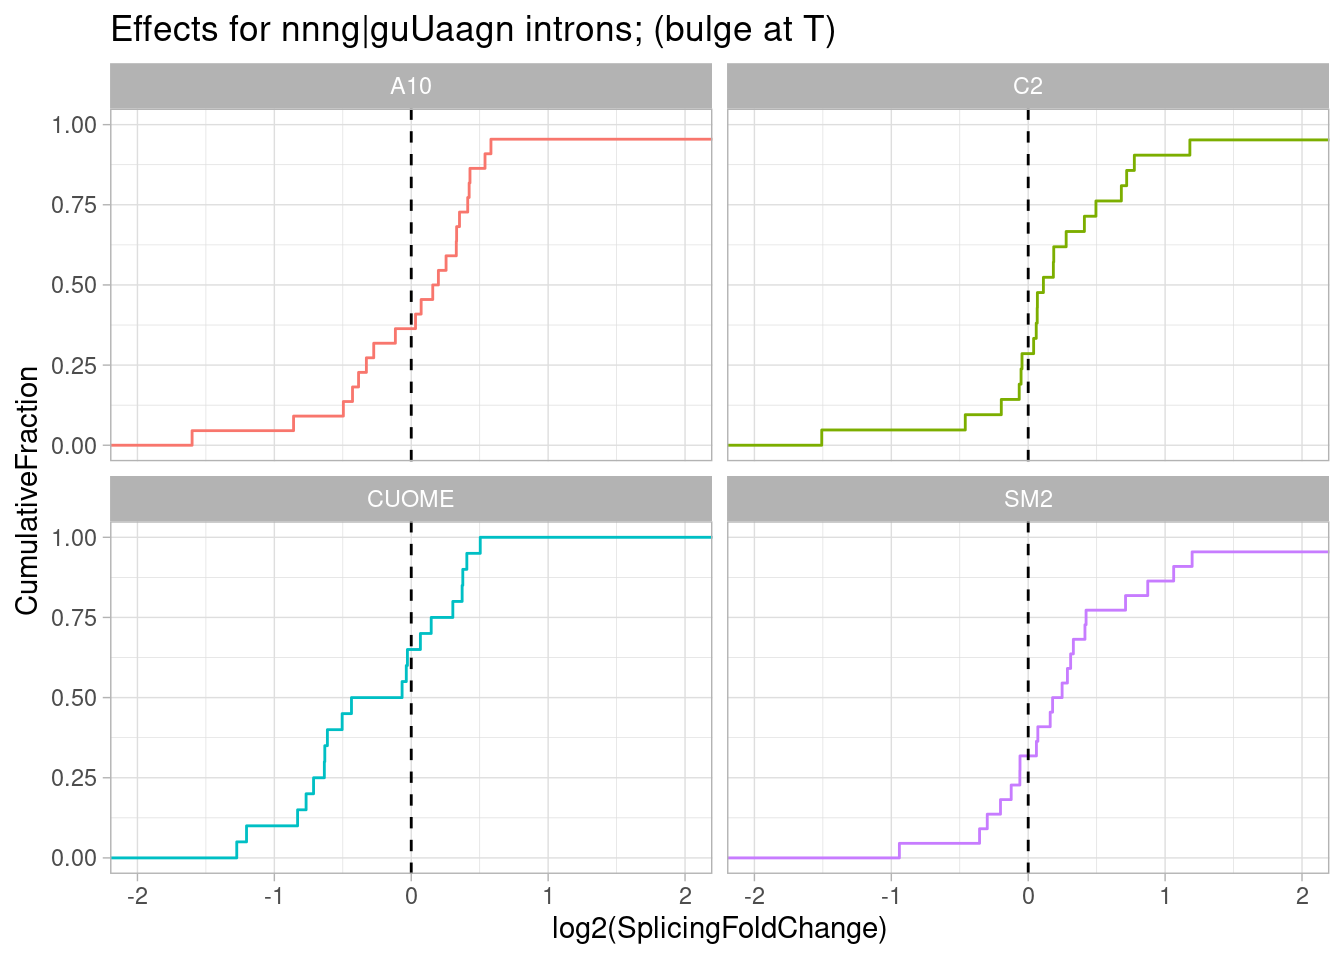 Effects for nnng|guUaagn introns; (bulge at T)
A10
C2
1.00
0.75
0.50
0.25
0.00
CUOME
SM2
1.00
0.75
0.50
0.25
0.00
CumulativeFraction
-2 -1 0 1 2
-2 -1 0 1 2
log2(SplicingFoldChange)